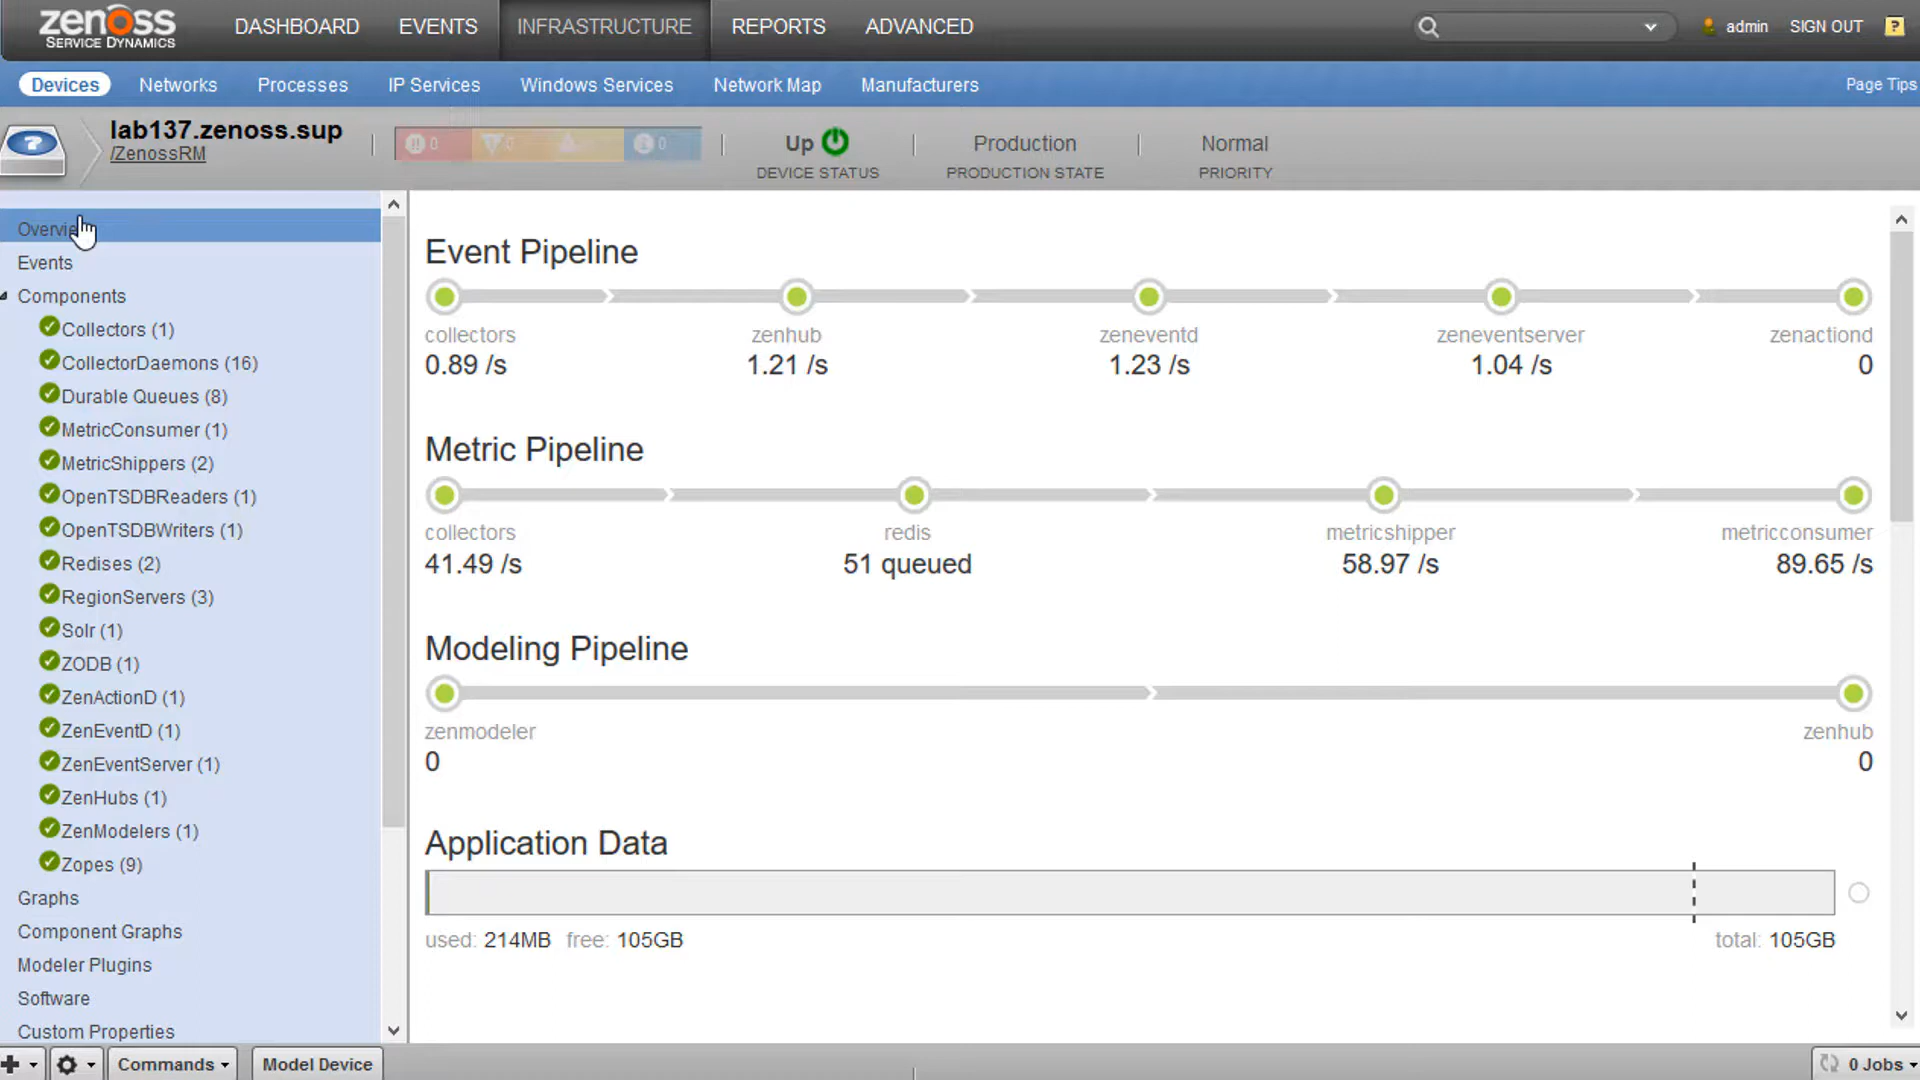 zenoss
SERVICE DYNAMICS
DASHBOARD EVENTS INFRASTRUCTURE REPORTS ADVANCED
admin SIGN OUT ?
Devices Networks Processes IP Services Windows Services Network Map Manufacturers
Page Tips
lab137.zenoss.sup
/ZenossRM
0 0 0
Up
DEVICE STATUS
Production
PRODUCTION STATE
Normal
PRIORITY
Events
Components
Collectors (1)
CollectorDaemons (16)
Durable Queues (8)
MetricConsumer (1)
MetricShippers (2)
OpenTSDBReaders (1)
OpenTSDBWriters (1)
Redises (2)
RegionServers (3)
Solr (1)
ZODB (1)
ZenActionD (1)
ZenEventD (1)
ZenEventServer (1)
ZenHubs (1)
ZenModelers (1)
Zopes (9)
Graphs
Component Graphs
Modeler Plugins
Software
Custom Properties
Event Pipeline
collectors zenhub zeneventd zeneventserver zenactiond
0.89 /s 1.21 /s 1.23 /s 1.04 /s 0
Metric Pipeline
collectors redis metricshipper metricconsumer
41.49 /s 51 queued 58.97 /s 89.65 /s
Modeling Pipeline
zenmodeler zenhub
0 0
Application Data
used: 214MB free: 105GB total: 105GB
Commands Model Device
0 Jobs